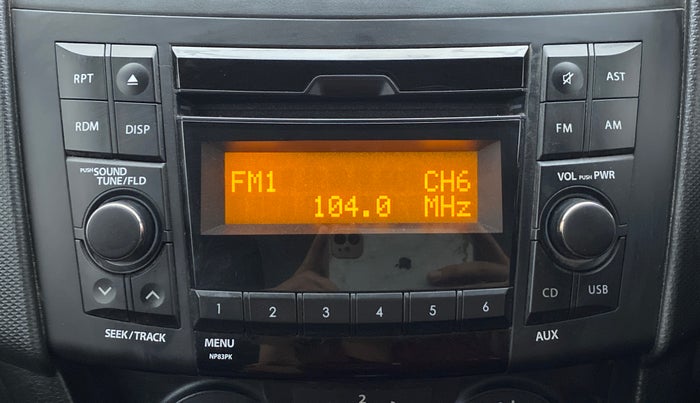 RPT
AST
RDM
DISP
FM
AM
PUSH SOUND
TUNE/FLD
VOL PUSH PWR
FM1 CH6
104.0 MHz
CD
USB
1 2 3 4 5 6
SEEK/TRACK
MENU
AUX
NP83PK
2